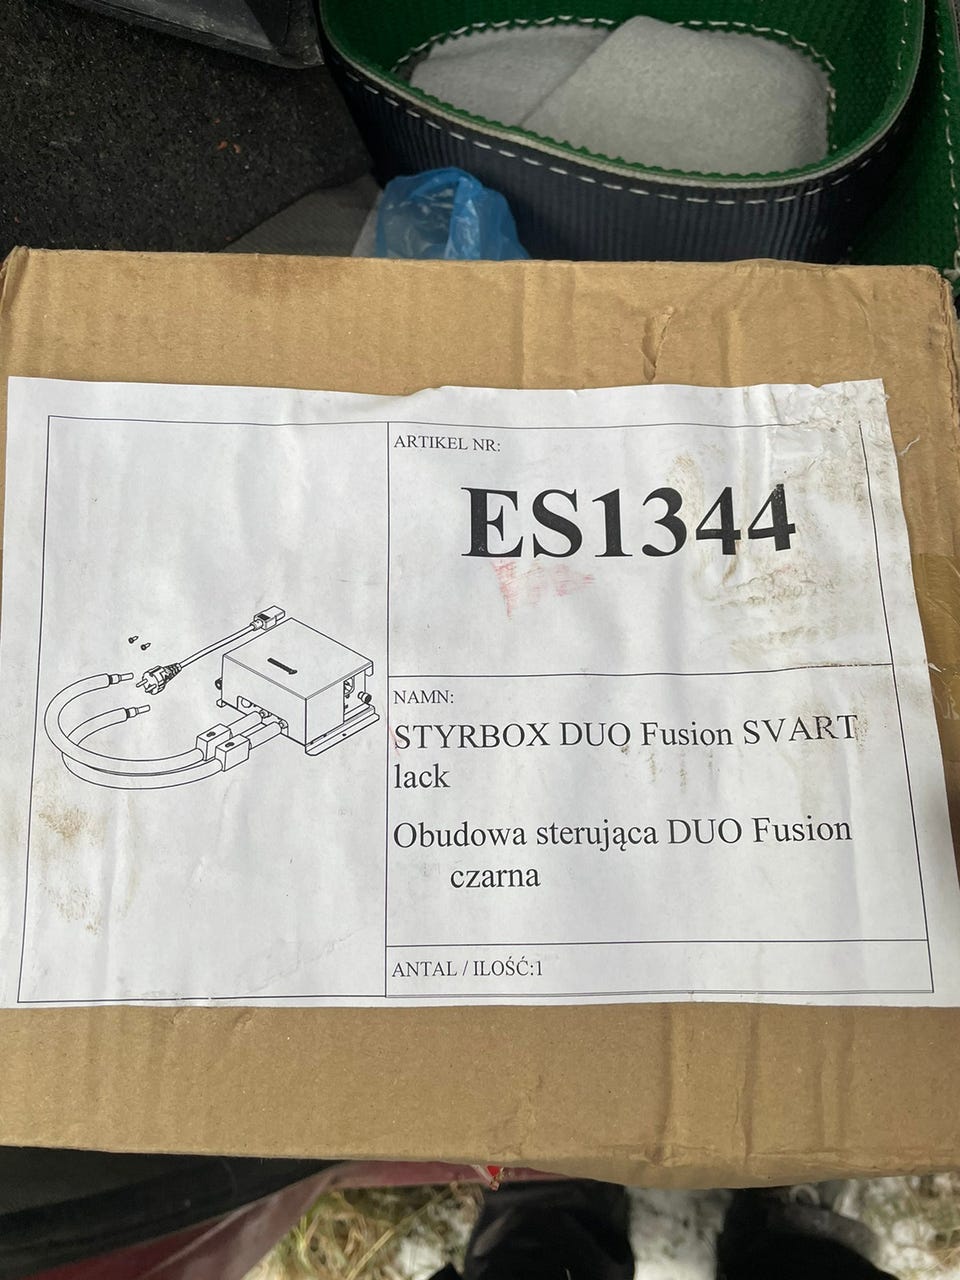 ARTIKEL NR:
ES1344
NAMN:
STYRBOX DUO Fusion SVART
lack
Obudowa sterująca DUO Fusion
czarna
ANTAL / ILOŚĆ:1